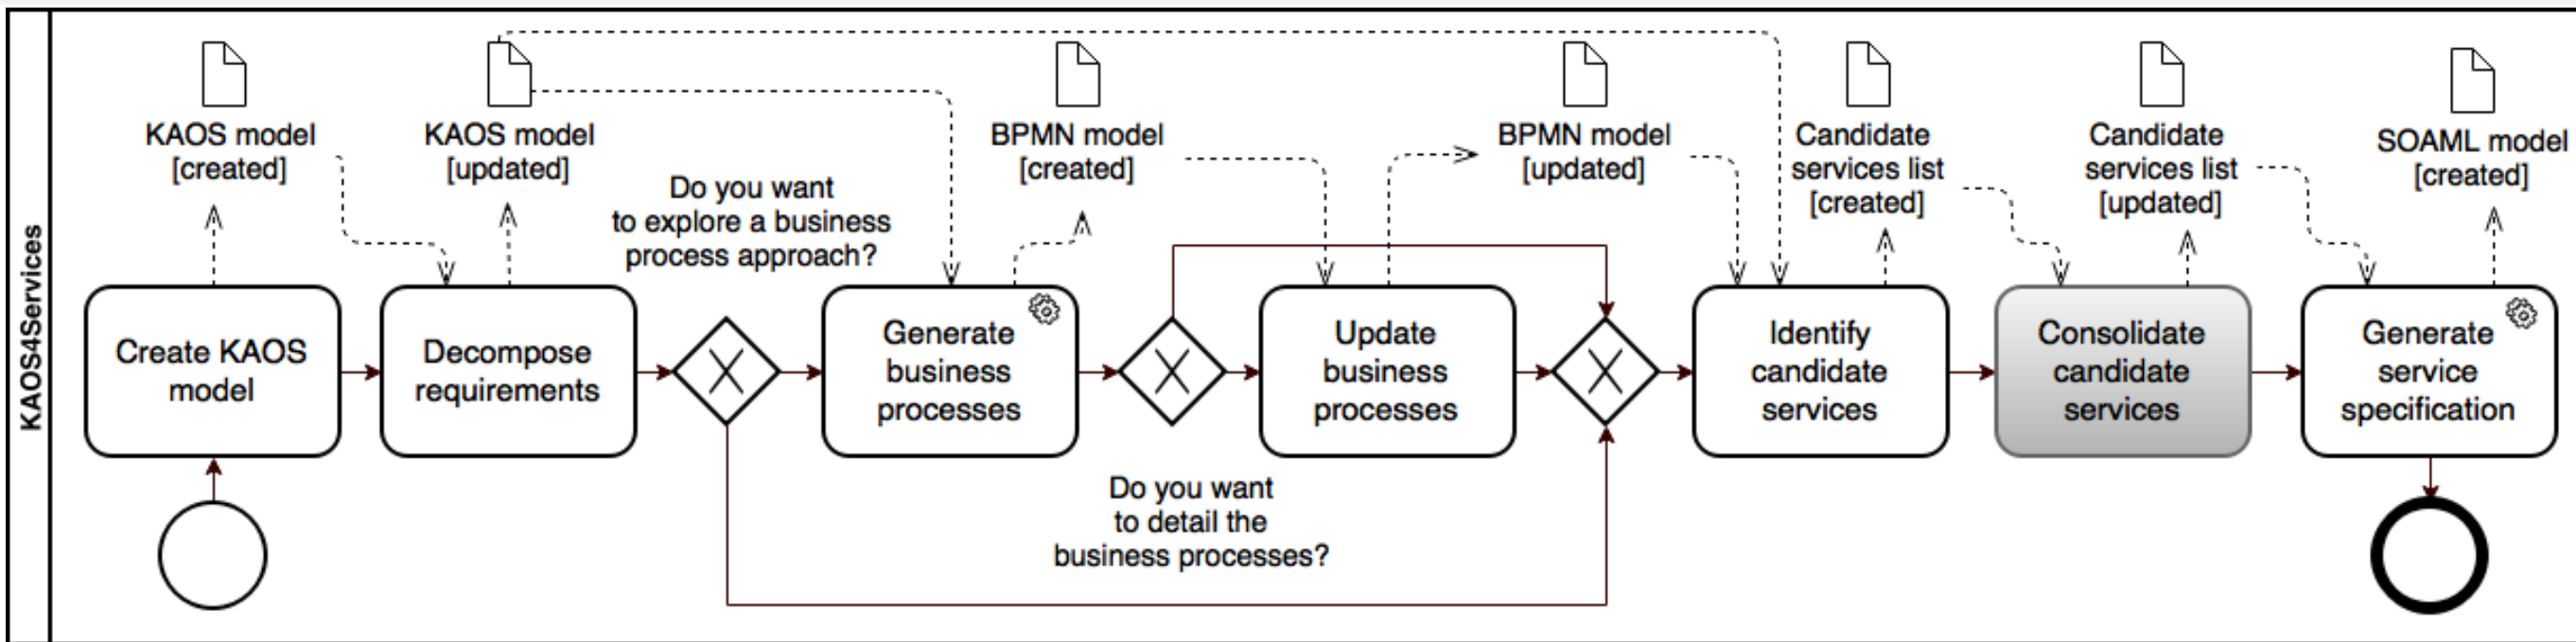 KAOS4Services
KAOS model
[created]
KAOS model
[updated]
Do you want
to explore a business
process approach?
BPMN model
[created]
BPMN model
[updated]
Candidate
services list
[created]
Candidate
services list
[updated]
SOAML model
[created]
Create KAOS
model
Decompose
requirements
Generate
business
processes
Update
business
processes
Identify
candidate
services
Consolidate
candidate
services
Generate
service
specification
Do you want
to detail the
business processes?